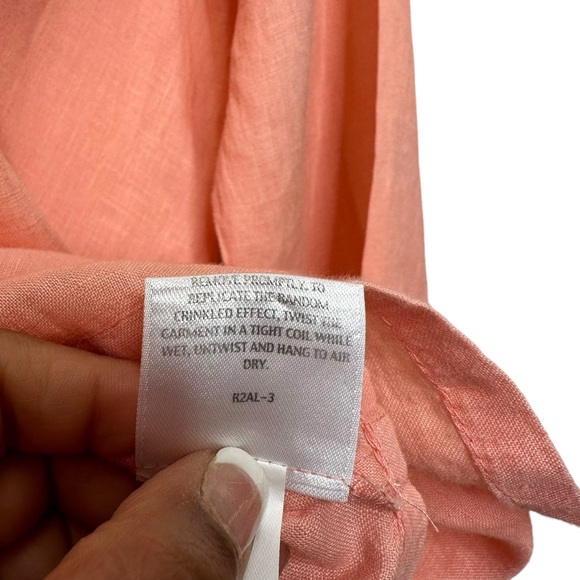 REMOVE PROMPTLY. TO
REPLICATE THE RANDOM
CRINKLED EFFECT, TWIST THE
GARMENT IN A TIGHT COIL WHILE
WET, UNTWIST AND HANG TO AIR
DRY.
R2AL-3